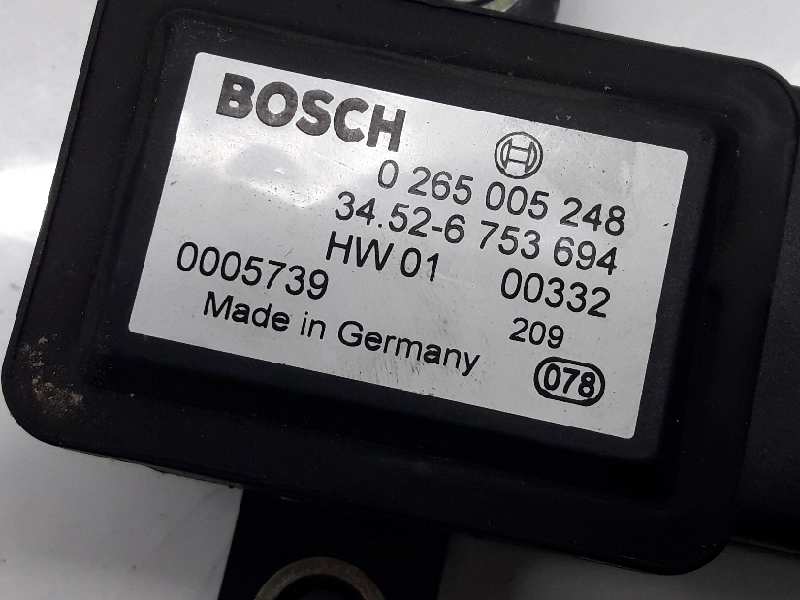 BOSCH
0 265 005 248
34.52-6 753 694
HW 01 00332
0005739 209
Made in Germany 078